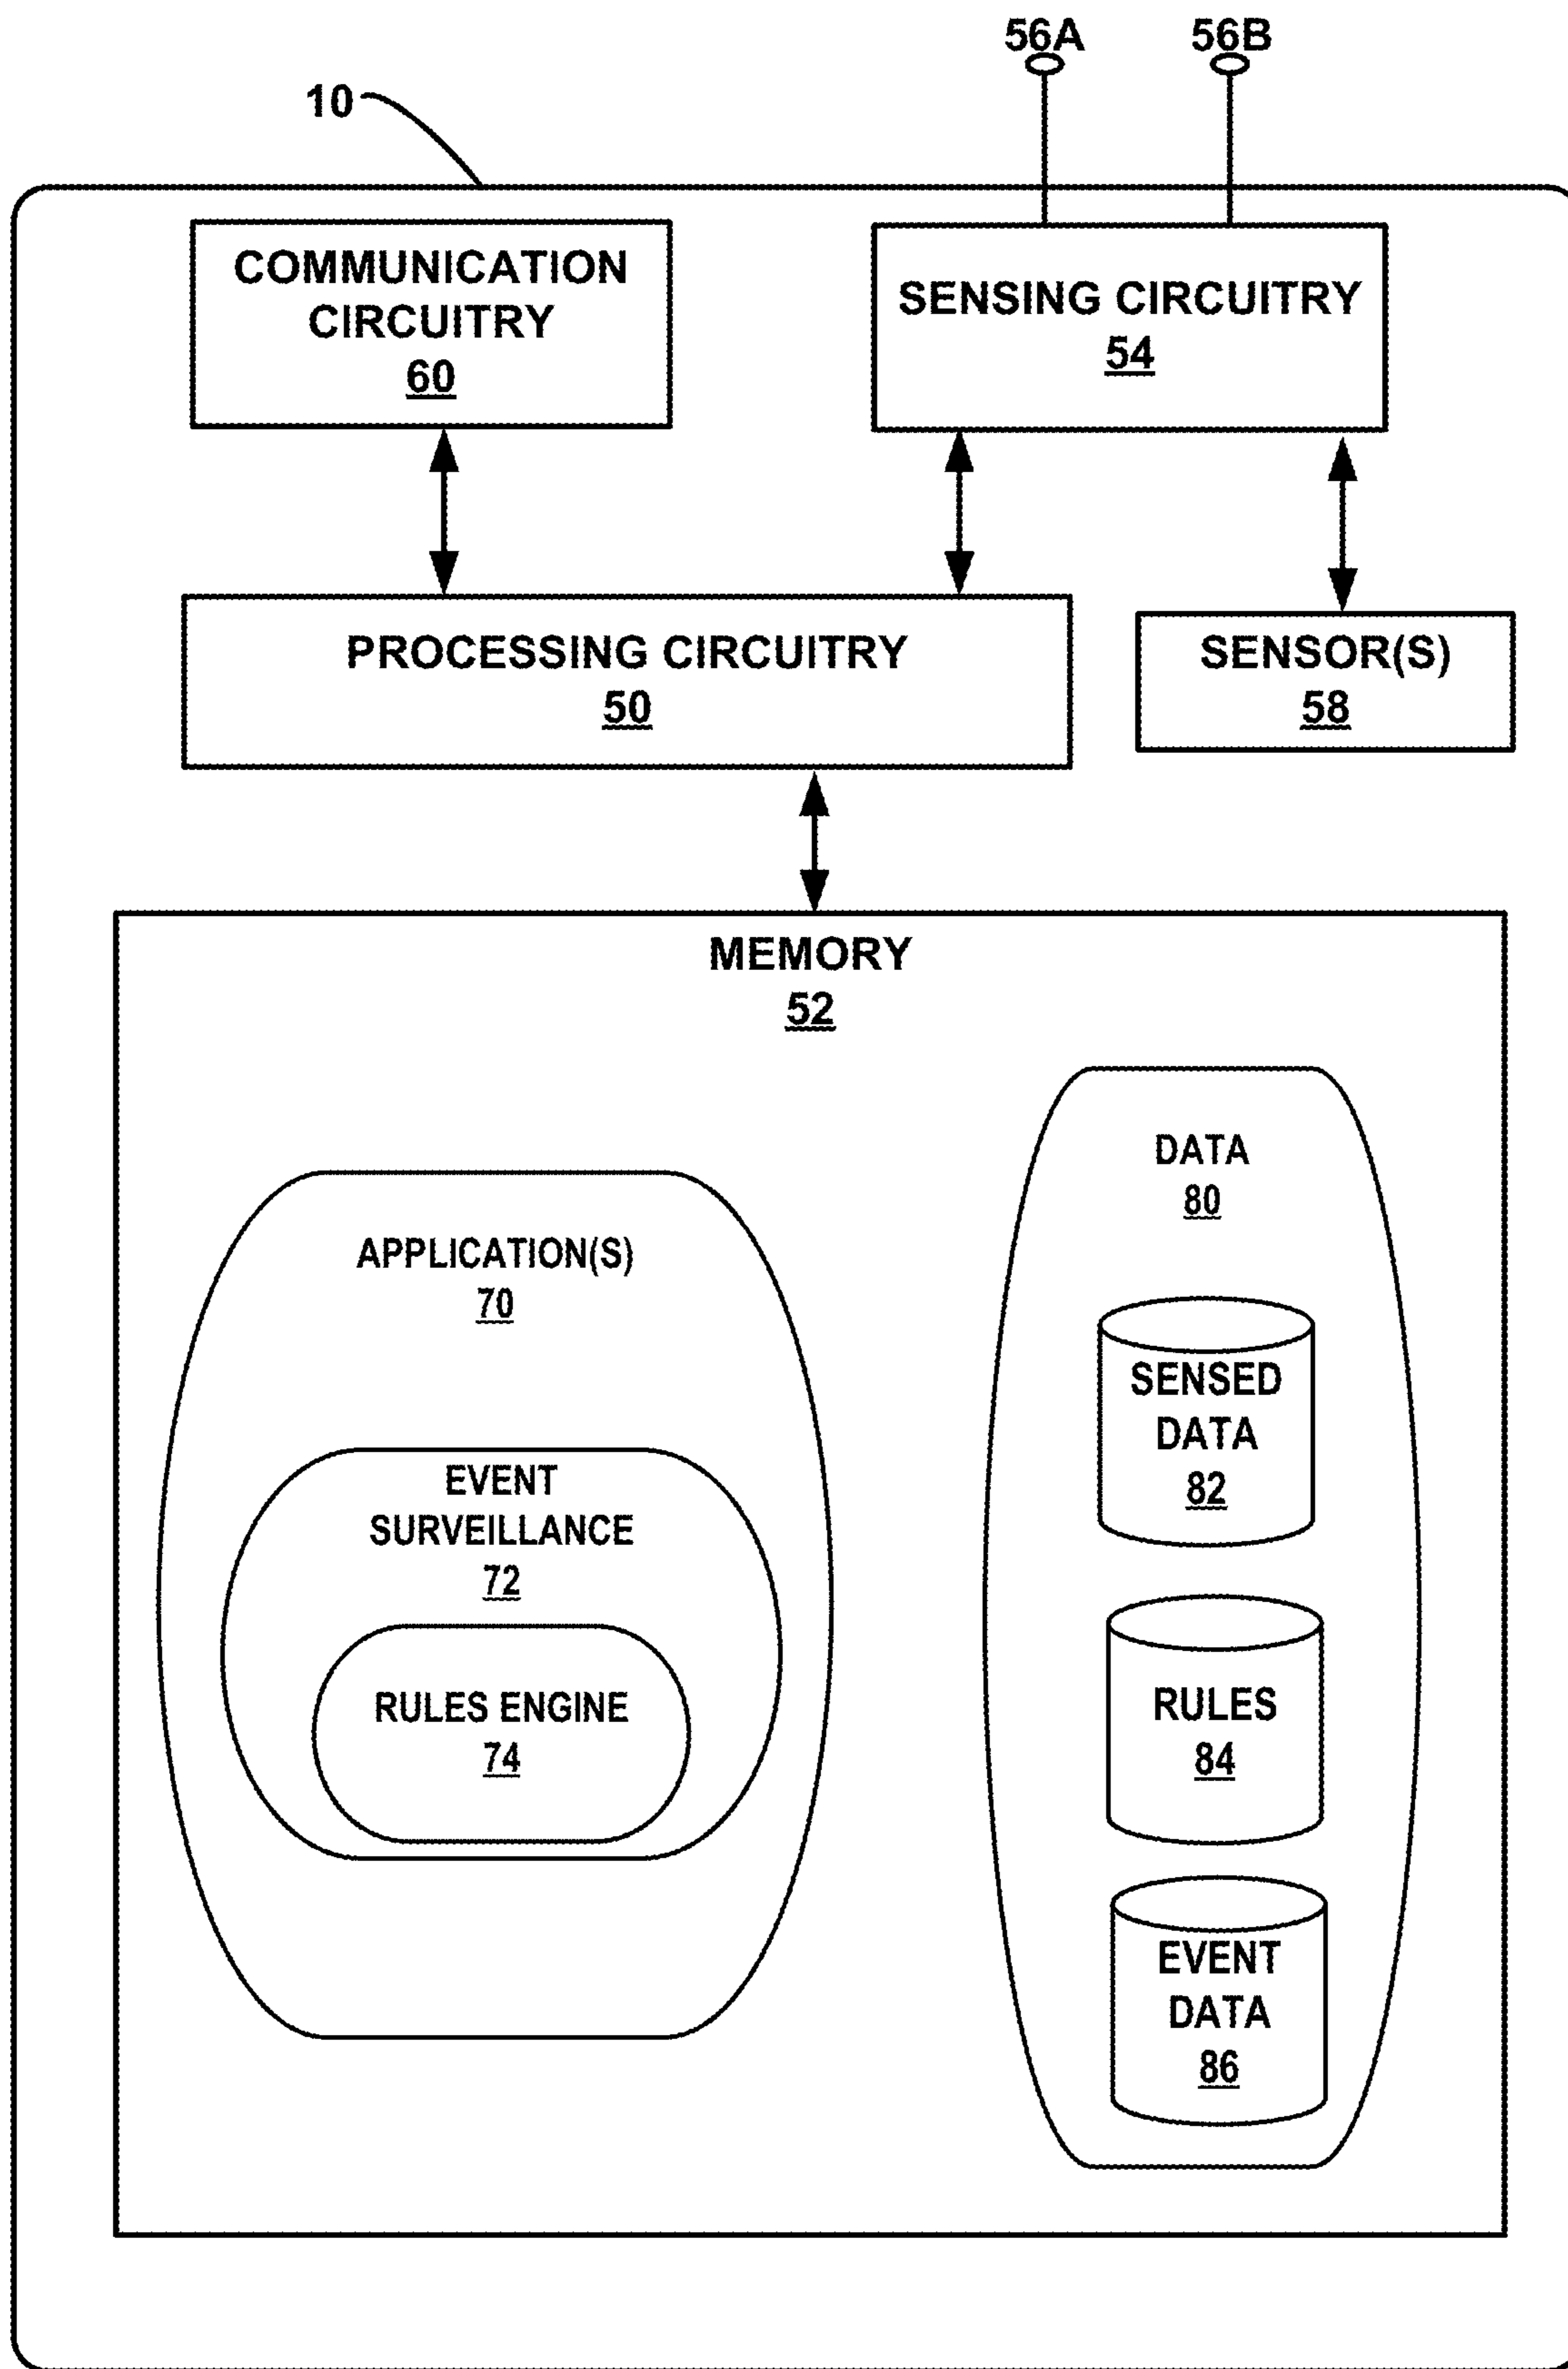 56A 56B
10
COMMUNICATION
CIRCUITRY
60
SENSING CIRCUITRY
54
PROCESSING CIRCUITRY
50
SENSOR(S)
58
MEMORY
52
APPLICATION(S)
70
EVENT
SURVEILLANCE
72
RULES ENGINE
74
DATA
80
SENSED
DATA
82
RULES
84
EVENT
DATA
86